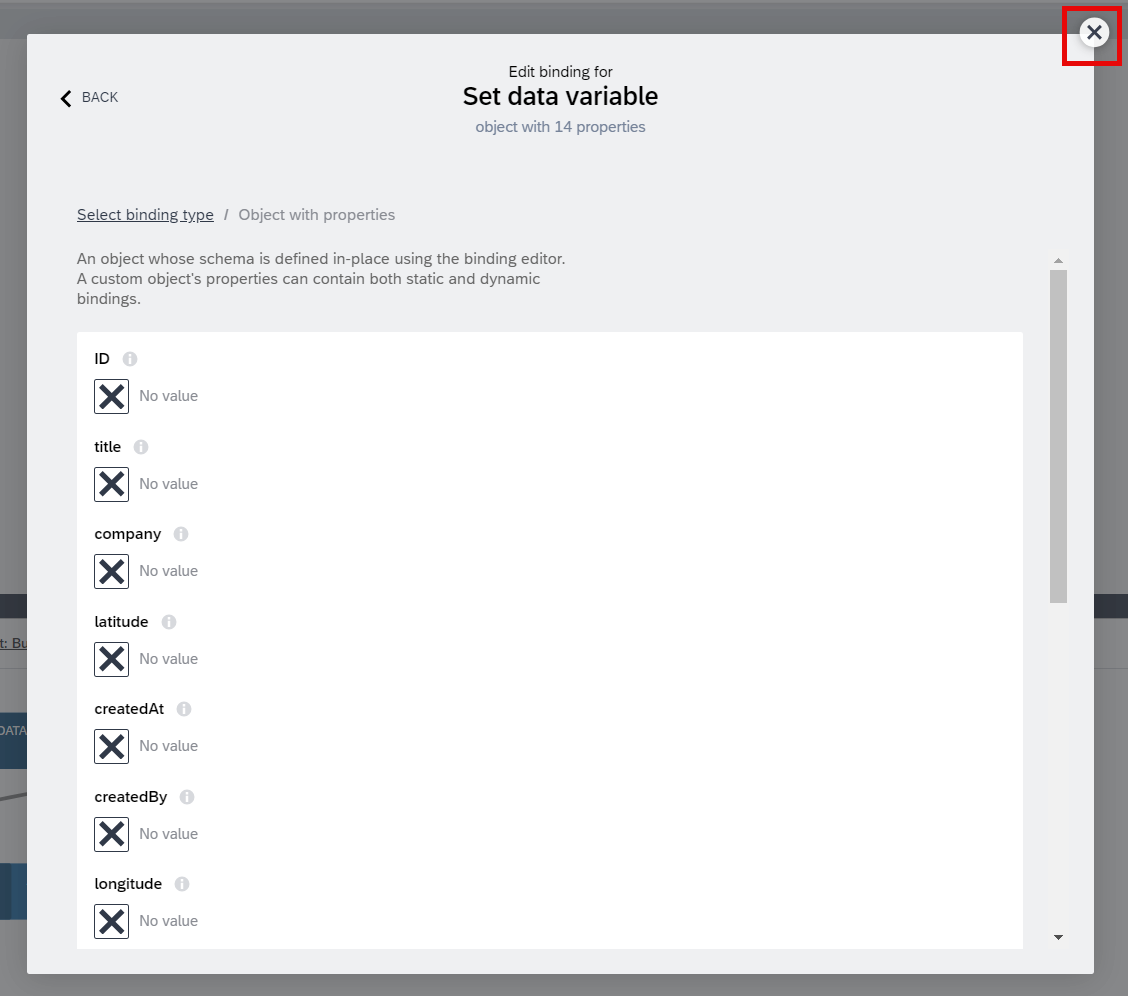 Edit binding for
BACK
Set data variable
object with 14 properties
Select binding type / Object with properties
An object whose schema is defined in-place using the binding editor.
A custom object's properties can contain both static and dynamic
bindings.
ID
No value
title
No value
company
No value
latitude
No value
t: Bu
createdAt
DATA
No value
createdBy
No value
longitude
No value